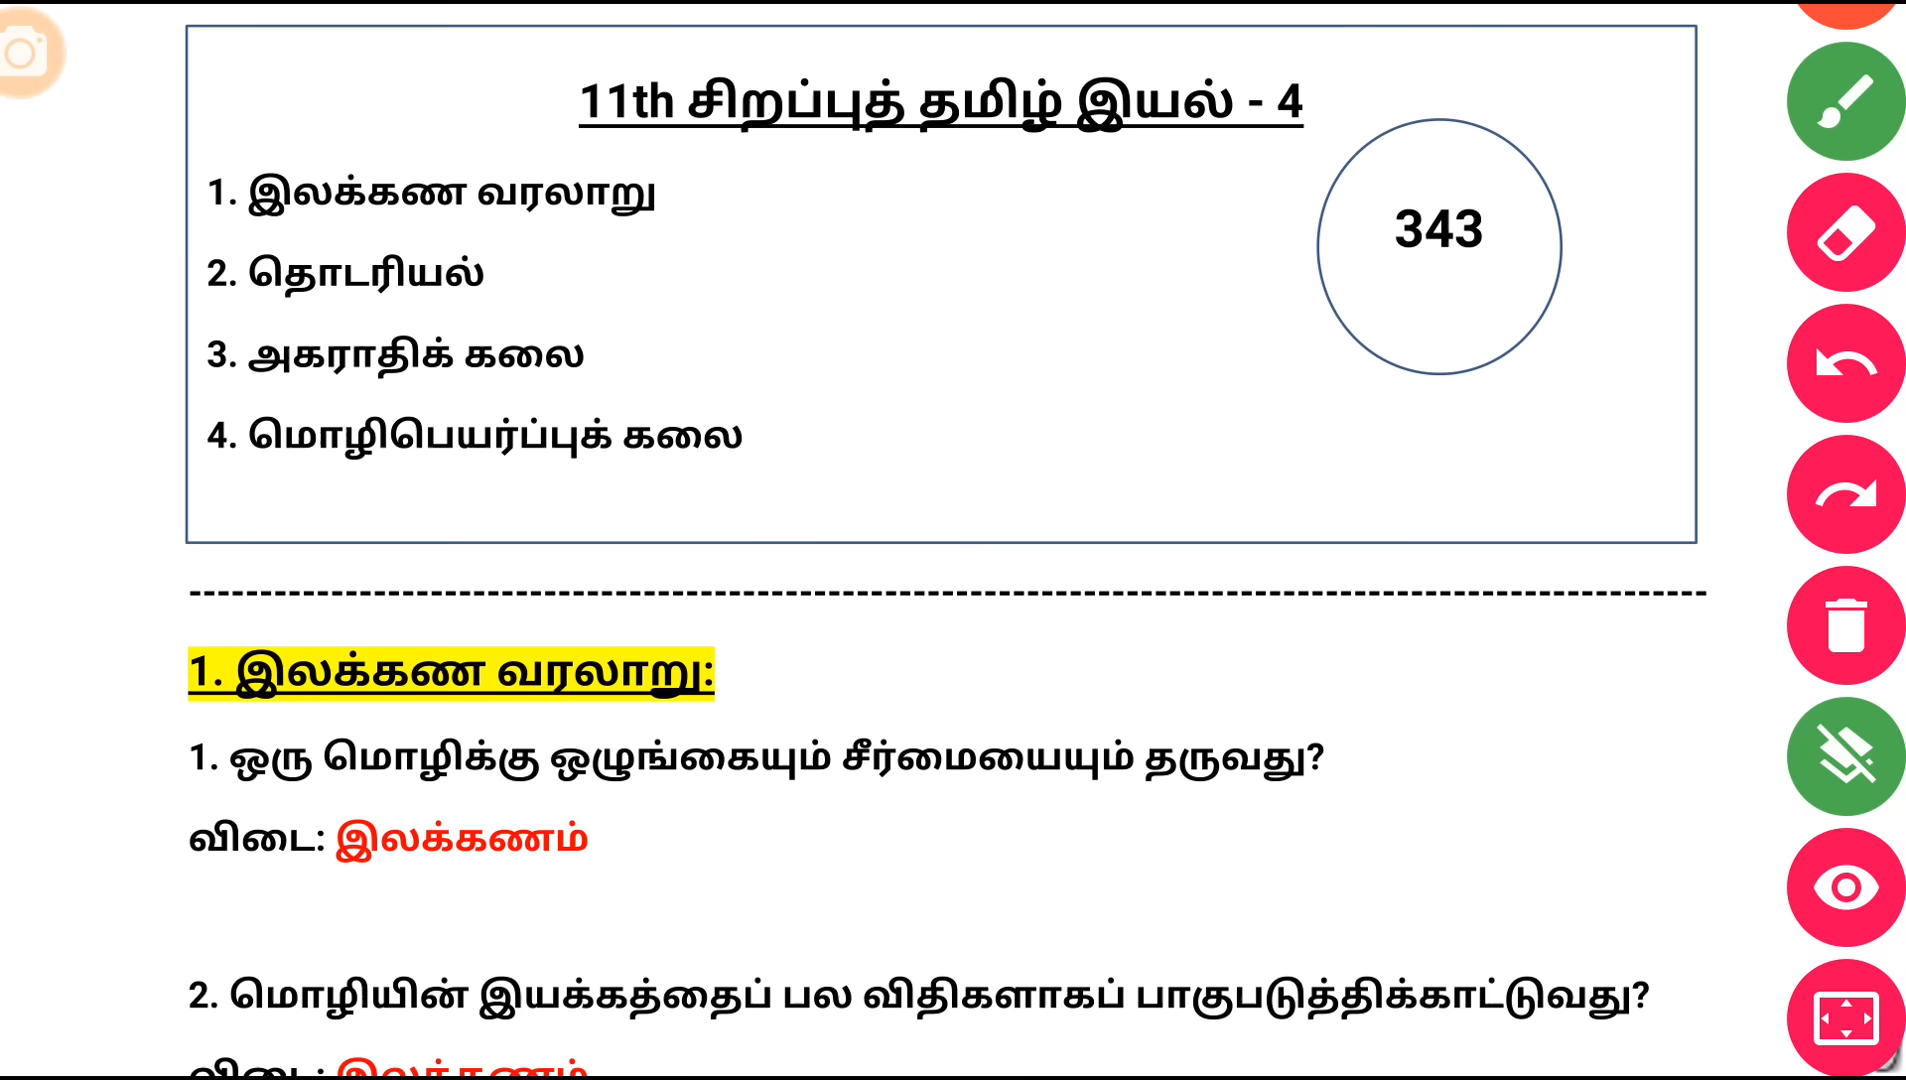 11th சிறப்புத் தமிழ் இயல் - 4
1. இலக்கண வரலாறு
2. தொடரியல்
3. அகராதிக் கலை
4. மொழிபெயர்ப்புக் கலை
343
1. இலக்கண வரலாறு:
1. ஒரு மொழிக்கு ஒழுங்கையும் சீர்மையையும் தருவது?
விடை: இலக்கணம்
2. மொழியின் இயக்கத்தைப் பல விதிகளாகப் பாகுபடுத்திக்காட்டுவது?
விடை: இலக்கணம்